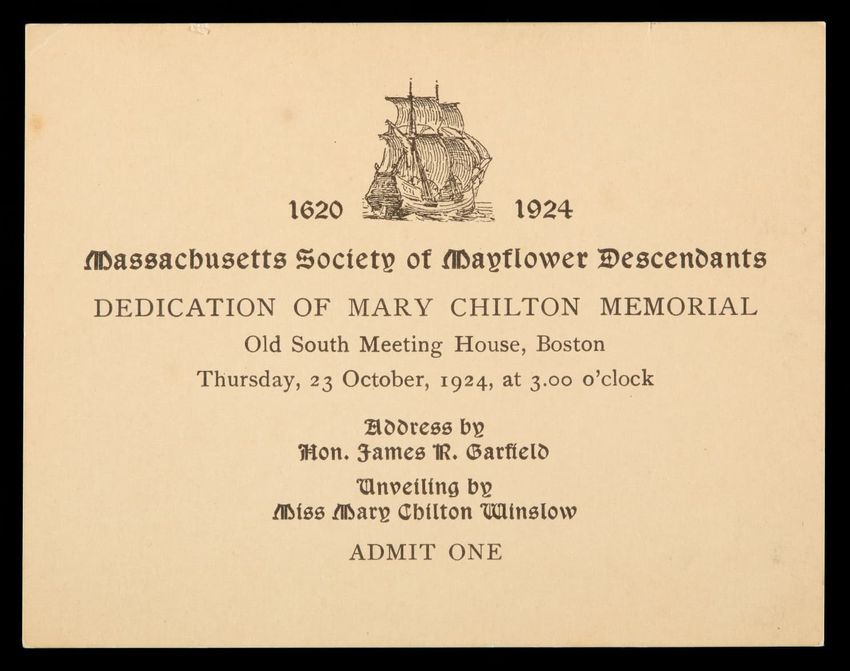 1620 1924
Massachusetts Society of Mayflower Descendants
DEDICATION OF MARY CHILTON MEMORIAL
Old South Meeting House, Boston
Thursday, 23 October, 1924, at 3.00 o'clock
Address by
Hon. James R. Garfield
Unveiling by
Miss Mary Chilton Winslow
ADMIT ONE